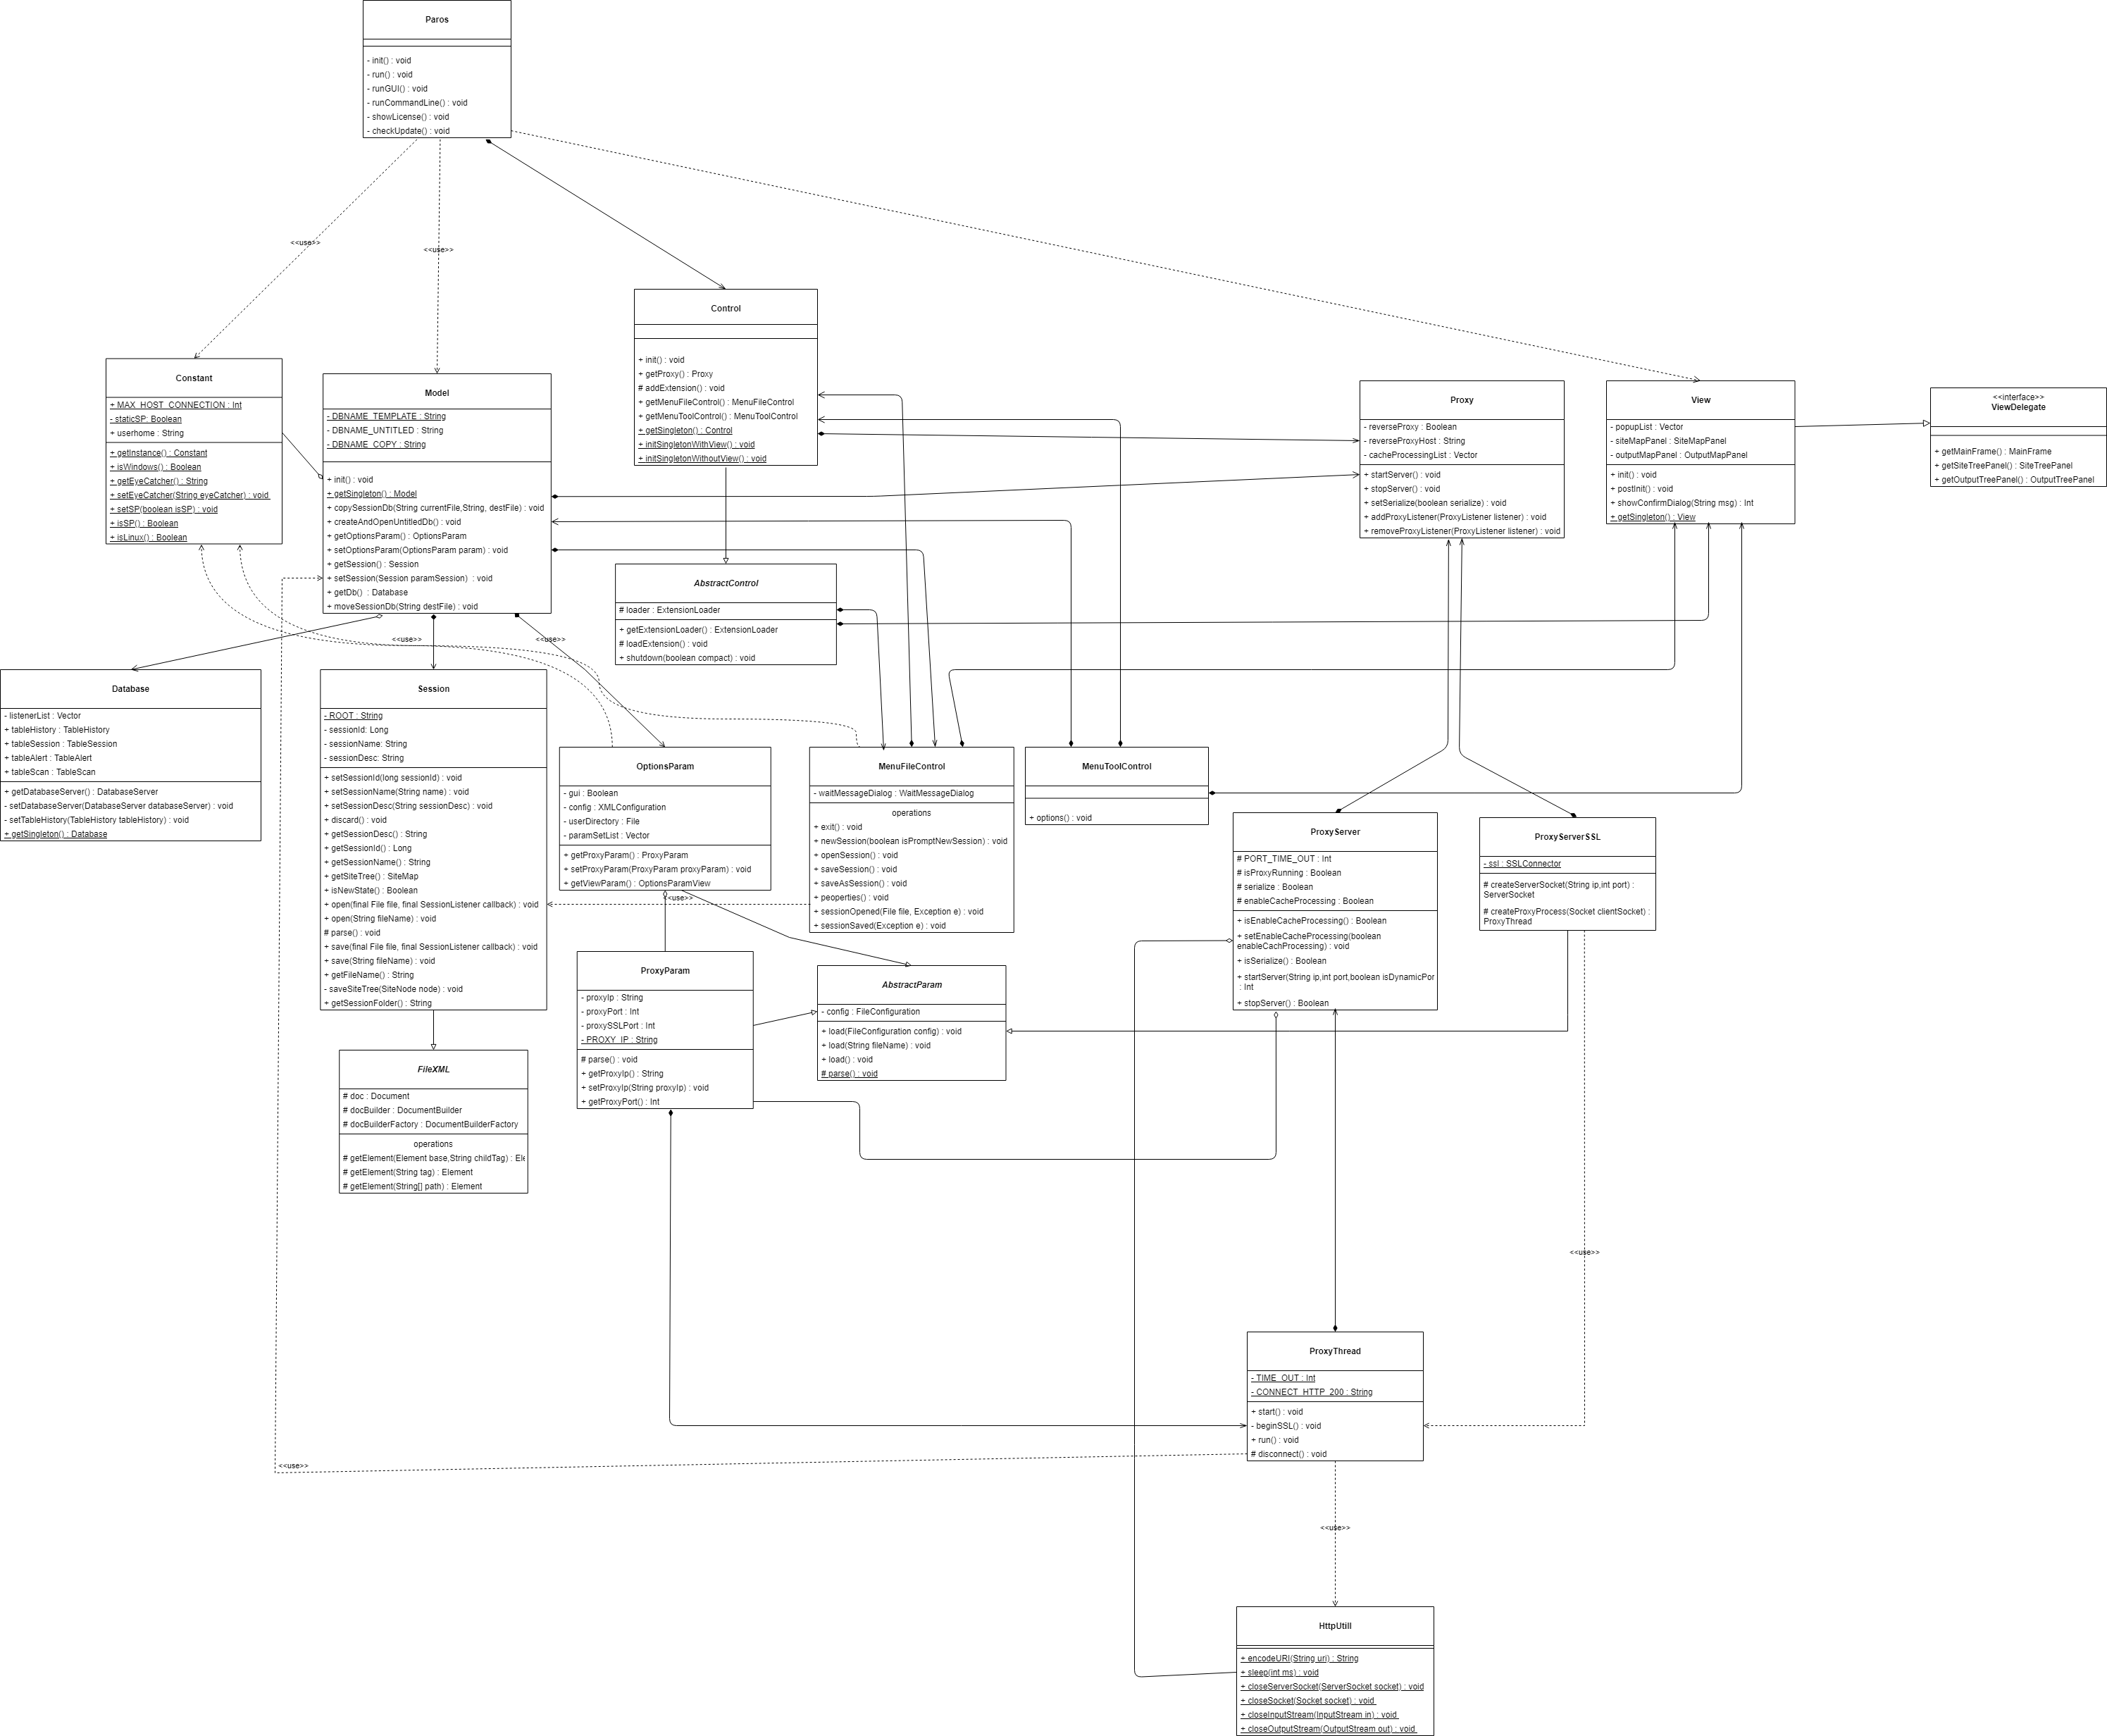 Paros
- init() : void
- run() : void
- runGUI() : void
- runCommandLine() : void
- showLicense() : void
- checkUpdate() : void
<<use>>
<<use>>
Control
+ init() : void
+ getProxy() : Proxy
# addExtension() : void
+ getMenuFileControl() : MenuFileControl
+ getMenuToolControl() : MenuToolControl
+ getSingleton() : Control
+ initSingletonWithView() : void
+ initSingletonWithoutView() : void
Constant
+ MAX_HOST_CONNECTION : Int
- staticSP: Boolean
+ userhome : String
+ getInstance() : Constant
+ isWindows() : Boolean
+ getEyeCatcher() : String
+ setEyeCatcher(String eyeCatcher) : void
+ setSP(boolean isSP) : void
+ isSP() : Boolean
+ isLinux() : Boolean
Model
- DBNAME_TEMPLATE : String
- DBNAME_UNTITLED : String
- DBNAME_COPY : String
+ init() : void
+ getSingleton() : Model
+ copySessionDb(String currentFile,String, destFile) : void
+ createAndOpenUntitledDb() : void
+ getOptionsParam() : OptionsParam
+ setOptionsParam(OptionsParam param) : void
+ getSession() : Session
+ setSession(Session paramSession) : void
+ getDb() : Database
+ moveSessionDb(String destFile) : void
Proxy
- reverseProxy : Boolean
- reverseProxyHost : String
- cacheProcessingList : Vector
+ startServer() : void
+ stopServer() : void
+ setSerialize(boolean serialize) : void
+ addProxyListener(ProxyListener listener) : void
+ removeProxyListener(ProxyListener listener) : void
View
- popupList : Vector
- siteMapPanel : SiteMapPanel
- outputMapPanel : OutputMapPanel
+ init() : void
+ postInit() : void
+ showConfirmDialog(String msg) : Int
+ getSingleton() : View
<<interface>>
ViewDelegate
+ getMainFrame() : MainFrame
+ getSiteTreePanel() : SiteTreePanel
+ getOutputTreePanel() : OutputTreePanel
AbstractControl
# loader : ExtensionLoader
+ getExtensionLoader() : ExtensionLoader
# loadExtension() : void
+ shutdown(boolean compact) : void
<<use>>
<<use>>
Database
- listenerList : Vector
+ tableHistory : TableHistory
+ tableSession : TableSession
+ tableAlert : TableAlert
+ tableScan : TableScan
+ getDatabaseServer() : DatabaseServer
- setDatabaseServer(DatabaseServer databaseServer) : void
- setTableHistory(TableHistory tableHistory) : void
+ getSingleton() : Database
Session
- ROOT : String
- sessionId: Long
- sessionName: String
- sessionDesc: String
+ setSessionId(long sessionId) : void
+ setSessionName(String name) : void
+ setSessionDesc(String sessionDesc) : void
+ discard() : void
+ getSessionDesc() : String
+ getSessionId() : Long
+ getSessionName() : String
+ getSiteTree() : SiteMap
+ isNewState() : Boolean
+ open(final File file, final SessionListener callback) : void
+ open(String fileName) : void
# parse() : void
+ save(final File file, final SessionListener callback) : void
+ save(String fileName) : void
+ getFileName() : String
- saveSiteTree(SiteNode node) : void
+ getSessionFolder() : String
OptionsParam
- gui : Boolean
- config : XMLConfiguration
- userDirectory : File
- paramSetList : Vector
+ getProxyParam() : ProxyParam
+ setProxyParam(ProxyParam proxyParam) : void
+ getViewParam() : OptionsParamView
<<use>>
MenuFileControl
- waitMessageDialog : WaitMessageDialog
operations
+ exit() : void
+ newSession(boolean isPromptNewSession) : void
+ openSession() : void
+ saveSession() : void
+ saveAsSession() : void
+ peoperties() : void
+ sessionOpened(File file, Exception e) : void
+ sessionSaved(Exception e) : void
MenuToolControl
+ options() : void
ProxyServer
# PORT_TIME_OUT : Int
# isProxyRunning : Boolean
# serialize : Boolean
# enableCacheProcessing : Boolean
+ isEnableCacheProcessing() : Boolean
+ setEnableCacheProcessing(boolean
enableCachProcessing) : void
+ isSerialize() : Boolean
+ startServer(String ip,int port,boolean isDynamicPor
: Int
+ stopServer() : Boolean
ProxyServerSSL
- ssl : SSLConnector
# createServerSocket(String ip,int port) :
ServerSocket
# createProxyProcess(Socket clientSocket) :
ProxyThread
ProxyParam
- proxyIp : String
- proxyPort : Int
- proxySSLPort : Int
- PROXY_IP : String
# parse() : void
+ getProxyIp() : String
+ setProxyIp(String proxyIp) : void
+ getProxyPort() : Int
AbstractParam
- config : FileConfiguration
+ load(FileConfiguration config) : void
+ load(String fileName) : void
+ load() : void
# parse() : void
FileXML
# doc : Document
# docBuilder : DocumentBuilder
# docBuilderFactory : DocumentBuilderFactory
operations
# getElement(Element base,String childTag) : Ele
# getElement(String tag) : Element
# getElement(String[] path) : Element
<<use>>
ProxyThread
- TIME_OUT : Int
- CONNECT_HTTP_200 : String
+ start() : void
- beginSSL() : void
+ run() : void
# disconnect() : void
<<use>>
<<use>>
HttpUtill
+ encodeURI(String uri) : String
+ sleep(int ms) : void
+ closeServerSocket(ServerSocket socket) : void
+ closeSocket(Socket socket) : void
+ closeInputStream(InputStream in) : void
+ closeOutputStream(OutputStream out) : void